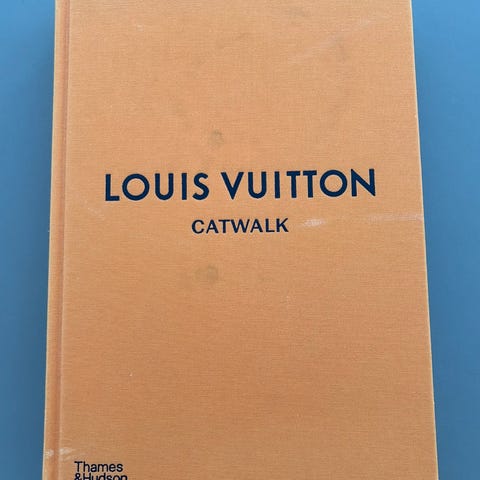 LOUIS VUITTON
CATWALK
Thames
&Hudson